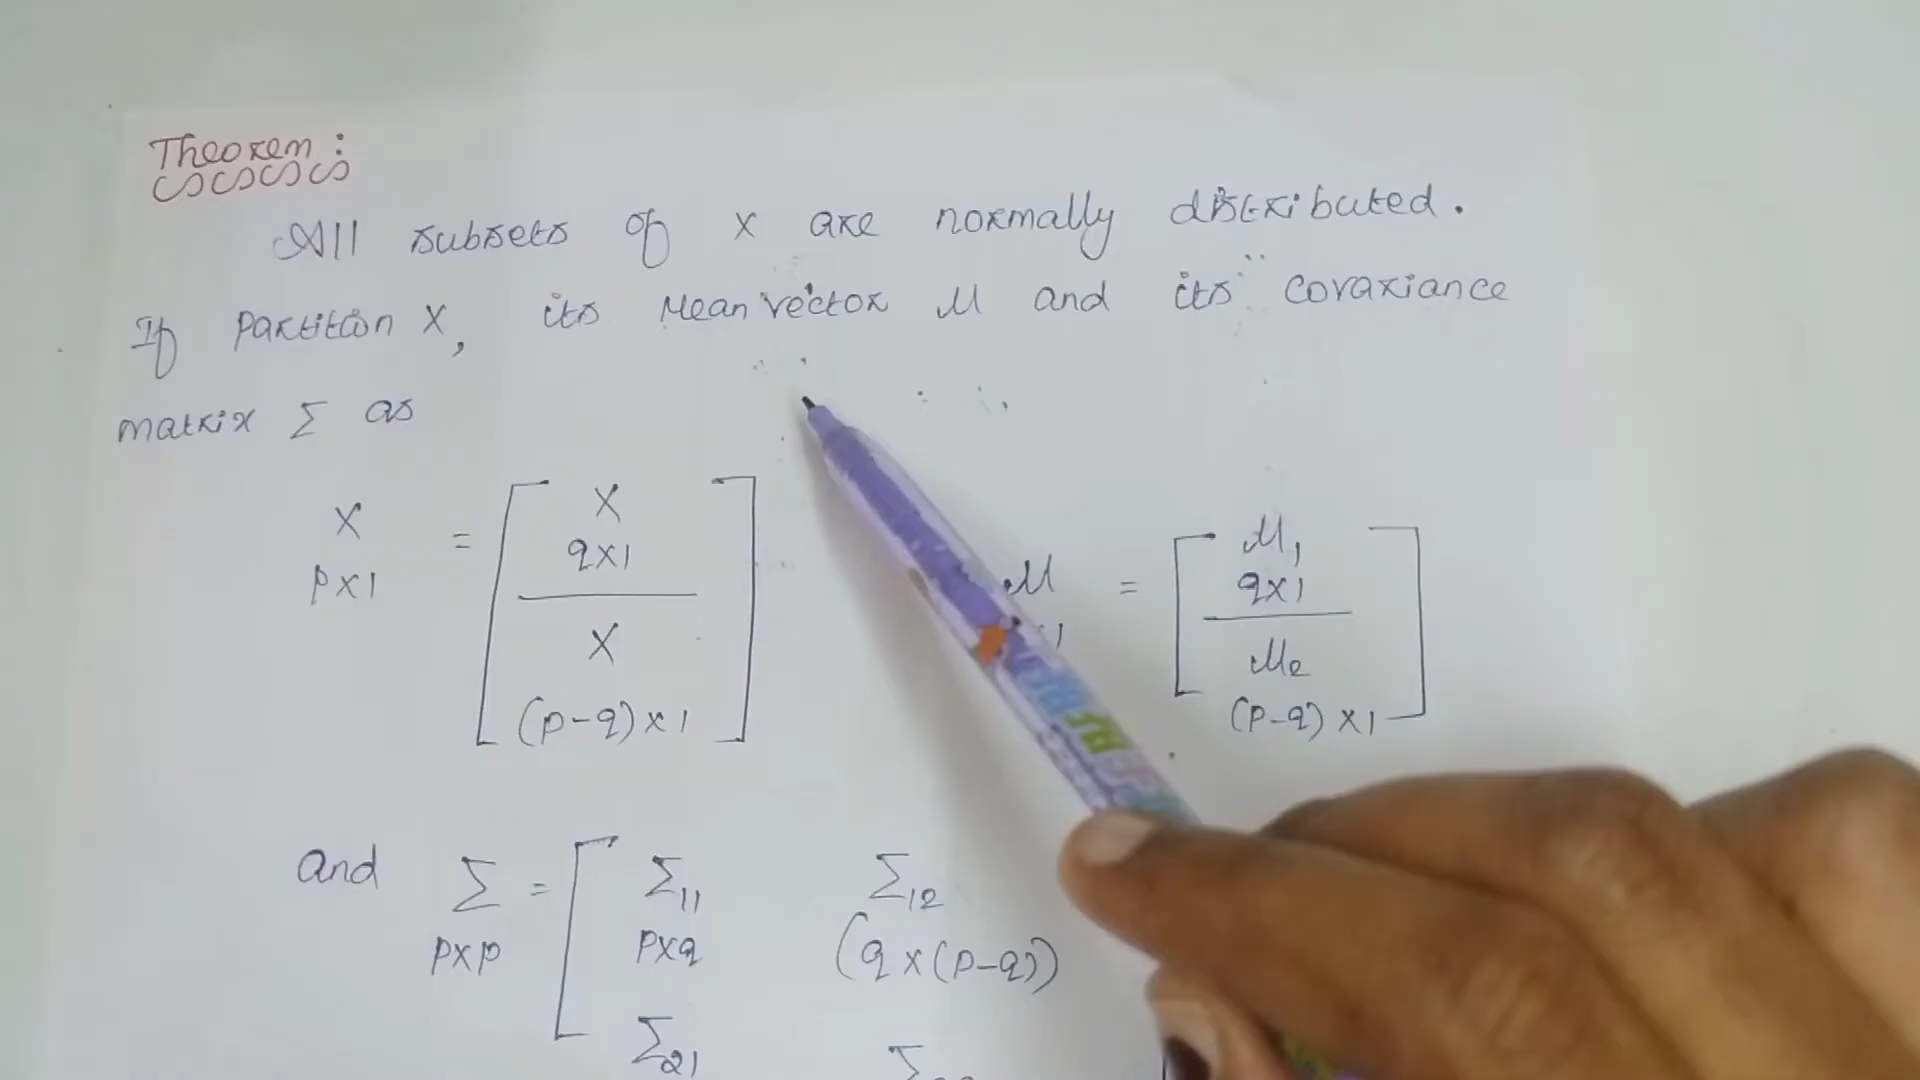 Theorem:
All subsets of X are normally distributed.
If Partition X, its Mean vector μ and its covariance
matrix Σ as
X = [ X μ = [ μ1 ]
p×1 q×1 q×1
X μ2
(p-q)×1 ] (p-q)×1
and Σ = [ Σ11 Σ12
p×p p×q (q×(p-q))
Σ21 Σ